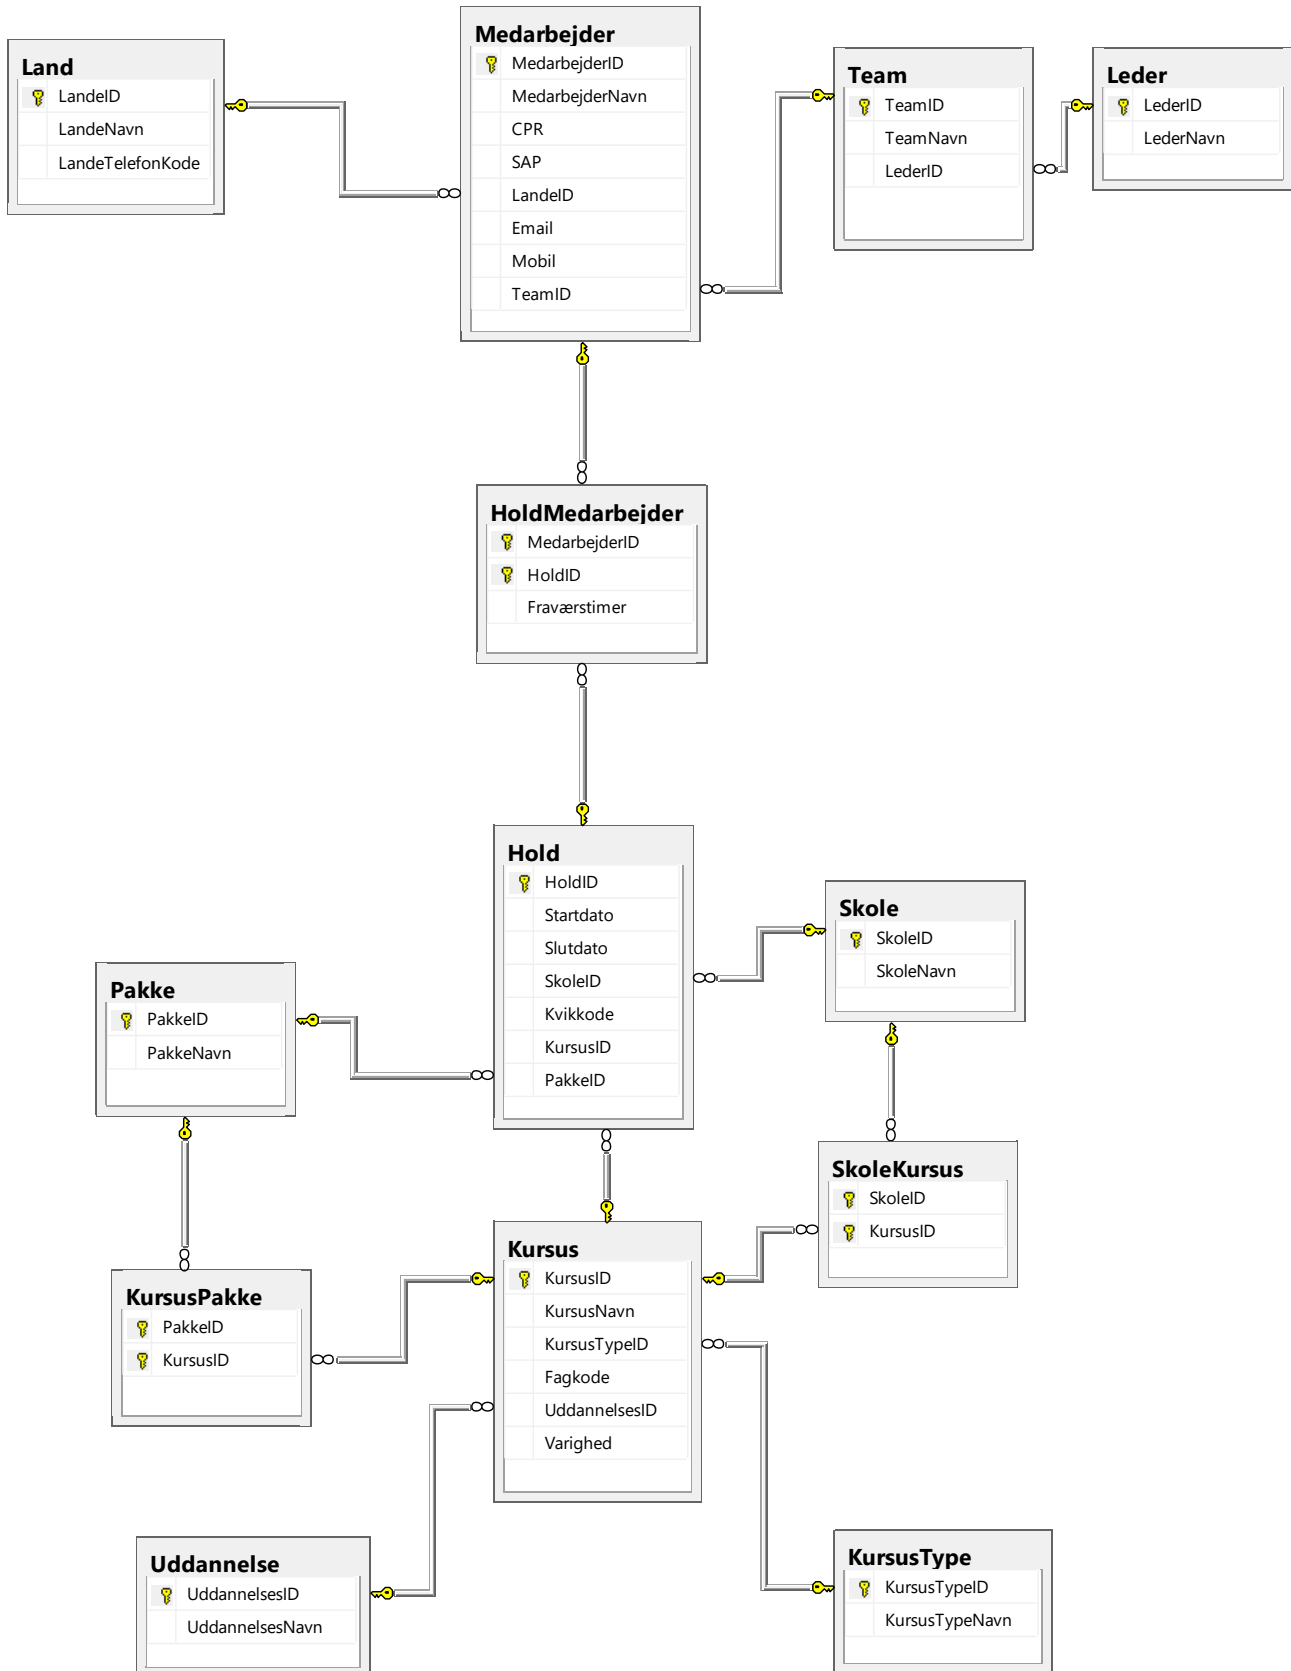 Medarbejder
MedarbejderID
MedarbejderNavn
CPR
SAP
LandeID
Email
Mobil
TeamID
Land
LandeID
LandeNavn
LandeTelefonKode
Team
TeamID
TeamNavn
LederID
Leder
LederID
LederNavn
HoldMedarbejder
MedarbejderID
HoldID
Fraværstimer
Hold
HoldID
Startdato
Slutdato
SkoleID
Kvikkode
KursusID
PakkeID
Skole
SkoleID
SkoleNavn
Pakke
PakkeID
PakkeNavn
SkoleKursus
SkoleID
KursusID
Kursus
KursusID
KursusNavn
KursusTypeID
Fagkode
UddannelsesID
Varighed
KursusPakke
PakkeID
KursusID
Uddannelse
UddannelsesID
UddannelsesNavn
KursusType
KursusTypeID
KursusTypeNavn